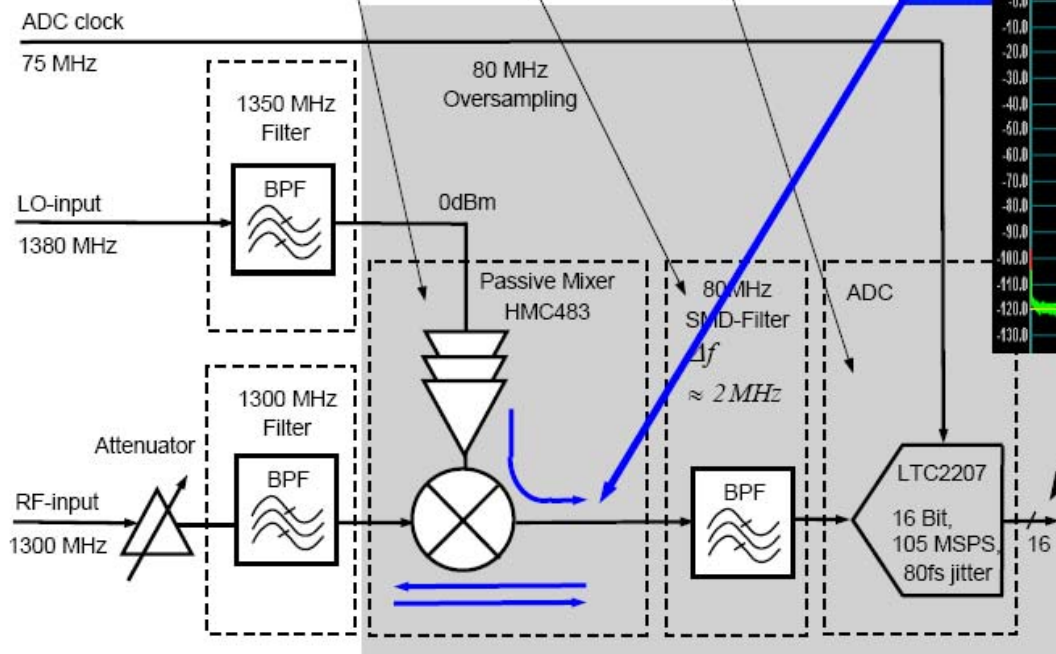 ADC clock
75 MHz
80 MHz
Oversampling
1350 MHz
Filter
BPF
LO-input
1380 MHz
0dBm
Passive Mixer
HMC483
80MHz
SMD-Filter
Δf
≈ 2 MHz
ADC
1300 MHz
Filter
Attenuator
BPF
RF-input
1300 MHz
BPF
LTC2207
16 Bit,
105 MSPS,
80fs jitter
16
-10.0
-20.0
-30.0
-40.0
-50.0
-60.0
-70.0
-80.0
-90.0
-100.0
-110.0
-120.0
-130.0